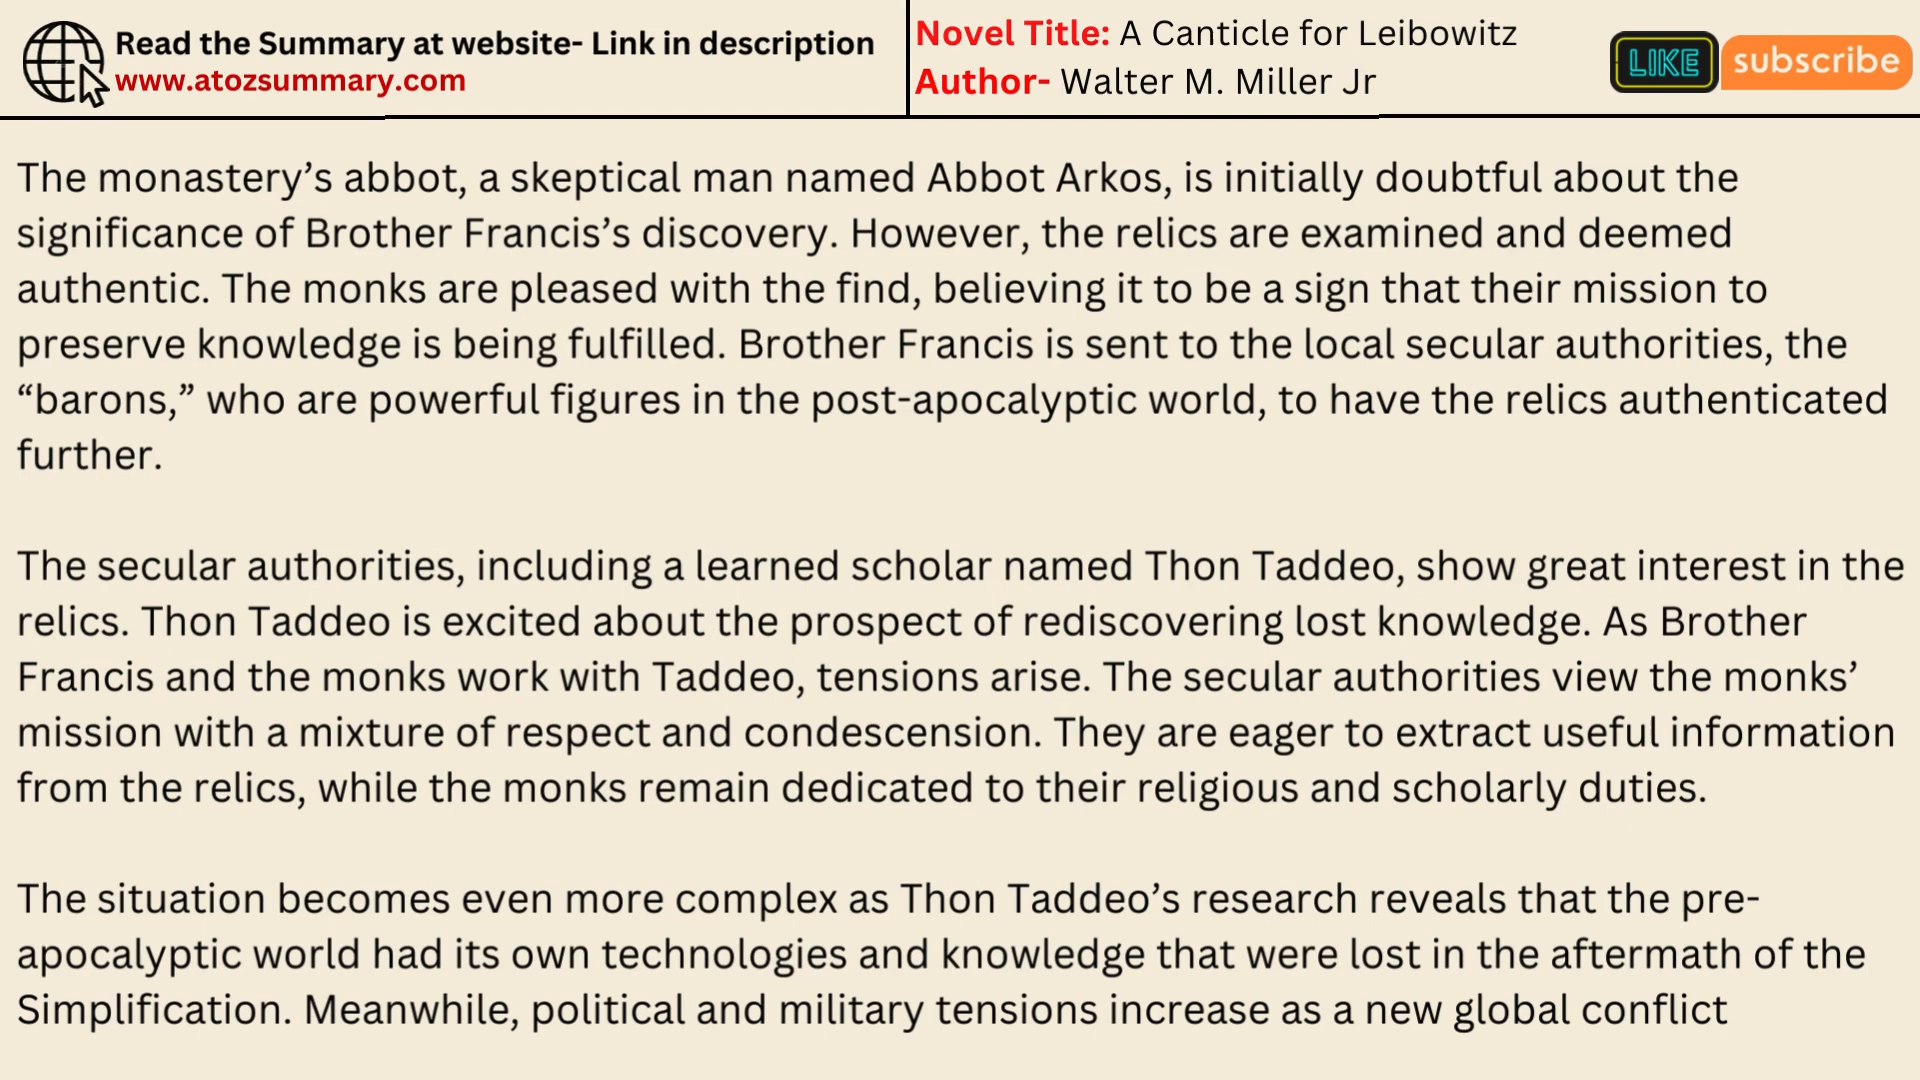 Read the Summary at website- Link in description
www.atozsummary.com
Novel Title: A Canticle for Leibowitz
Author- Walter M. Miller Jr
LIKE
subscribe
The monastery’s abbot, a skeptical man named Abbot Arkos, is initially doubtful about the
significance of Brother Francis’s discovery. However, the relics are examined and deemed
authentic. The monks are pleased with the find, believing it to be a sign that their mission to
preserve knowledge is being fulfilled. Brother Francis is sent to the local secular authorities, the
“barons,” who are powerful figures in the post-apocalyptic world, to have the relics authenticated
further.
The secular authorities, including a learned scholar named Thon Taddeo, show great interest in the
relics. Thon Taddeo is excited about the prospect of rediscovering lost knowledge. As Brother
Francis and the monks work with Taddeo, tensions arise. The secular authorities view the monks’
mission with a mixture of respect and condescension. They are eager to extract useful information
from the relics, while the monks remain dedicated to their religious and scholarly duties.
The situation becomes even more complex as Thon Taddeo’s research reveals that the pre-
apocalyptic world had its own technologies and knowledge that were lost in the aftermath of the
Simplification. Meanwhile, political and military tensions increase as a new global conflict